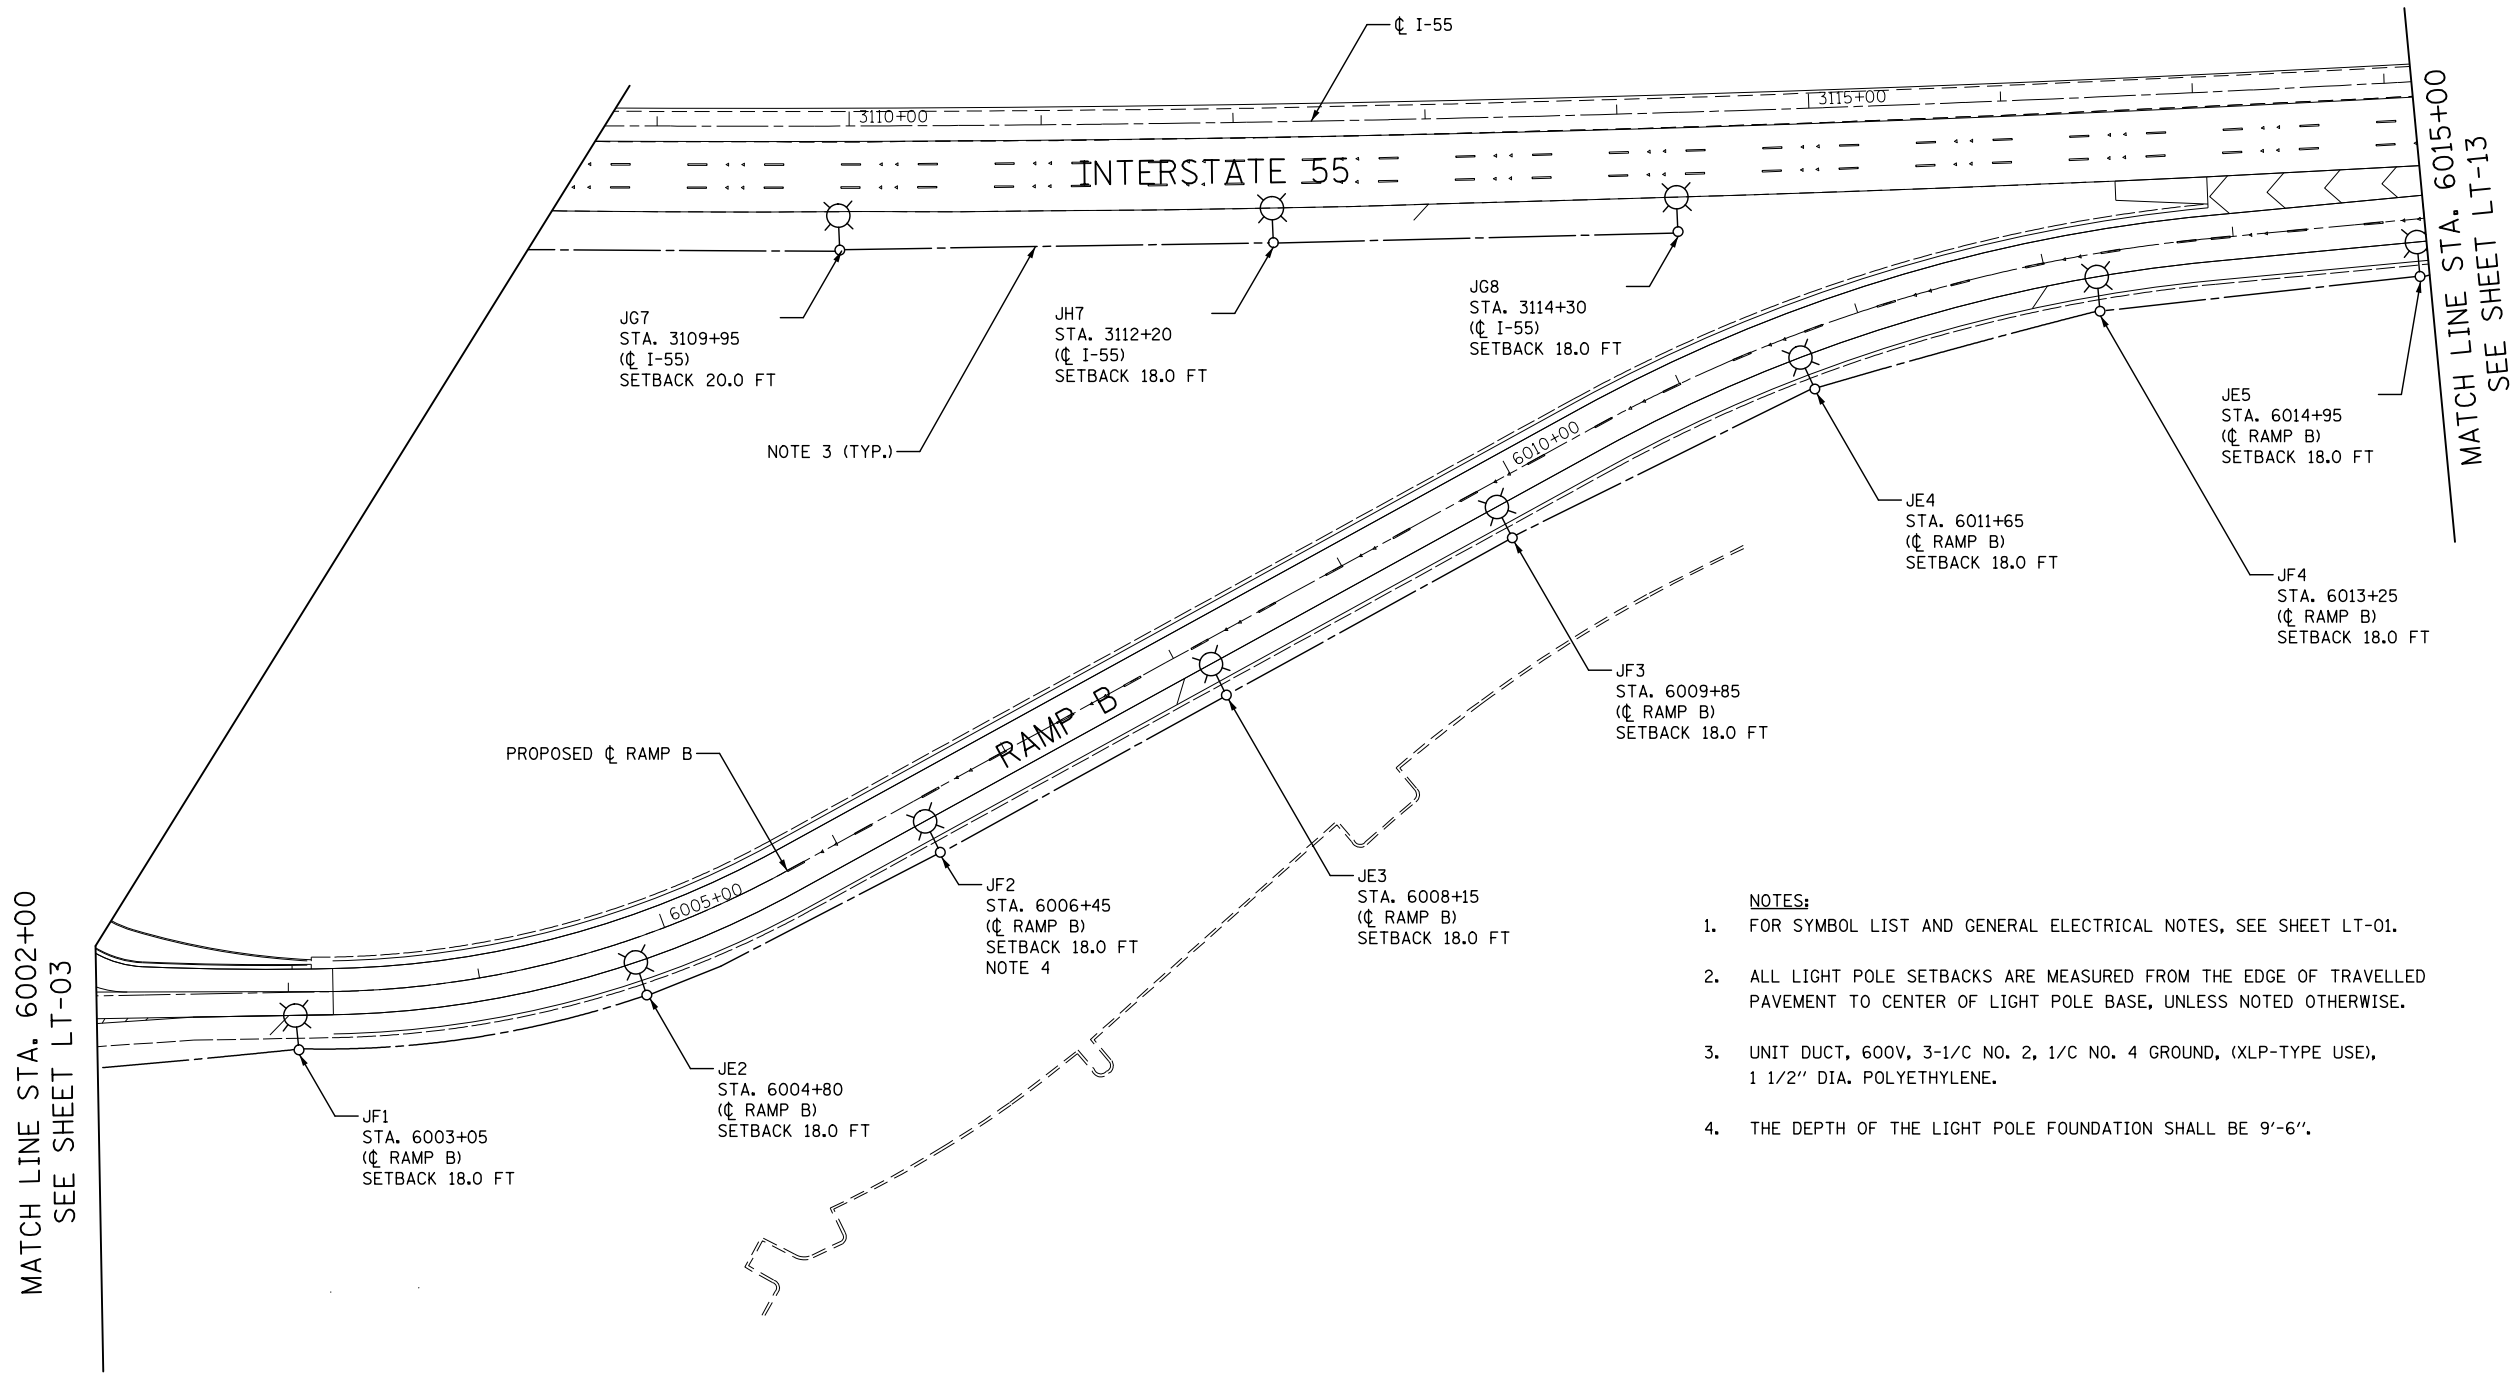 ℄ I-55
3110+00
3115+00
INTERSTATE 55
JG7
STA. 3109+95
(℄ I-55)
SETBACK 20.0 FT
JH7
STA. 3112+20
(℄ I-55)
SETBACK 18.0 FT
JG8
STA. 3114+30
(℄ I-55)
SETBACK 18.0 FT
MATCH LINE STA. 6015+00
SEE SHEET LT-13
NOTE 3 (TYP.)
JE5
STA. 6014+95
(℄ RAMP B)
SETBACK 18.0 FT
6010+00
JE4
STA. 6011+65
(℄ RAMP B)
SETBACK 18.0 FT
JF4
STA. 6013+25
(℄ RAMP B)
SETBACK 18.0 FT
JF3
STA. 6009+85
(℄ RAMP B)
SETBACK 18.0 FT
RAMP B
PROPOSED ℄ RAMP B
6005+00
JF2
STA. 6006+45
(℄ RAMP B)
SETBACK 18.0 FT
NOTE 4
JE3
STA. 6008+15
(℄ RAMP B)
SETBACK 18.0 FT
MATCH LINE STA. 6002+00
SEE SHEET LT-03
JE2
STA. 6004+80
(℄ RAMP B)
SETBACK 18.0 FT
JF1
STA. 6003+05
(℄ RAMP B)
SETBACK 18.0 FT
NOTES:
1. FOR SYMBOL LIST AND GENERAL ELECTRICAL NOTES, SEE SHEET LT-01.
2. ALL LIGHT POLE SETBACKS ARE MEASURED FROM THE EDGE OF TRAVELLED
PAVEMENT TO CENTER OF LIGHT POLE BASE, UNLESS NOTED OTHERWISE.
3. UNIT DUCT, 600V, 3-1/C NO. 2, 1/C NO. 4 GROUND, (XLP-TYPE USE),
1 1/2" DIA. POLYETHYLENE.
4. THE DEPTH OF THE LIGHT POLE FOUNDATION SHALL BE 9'-6".